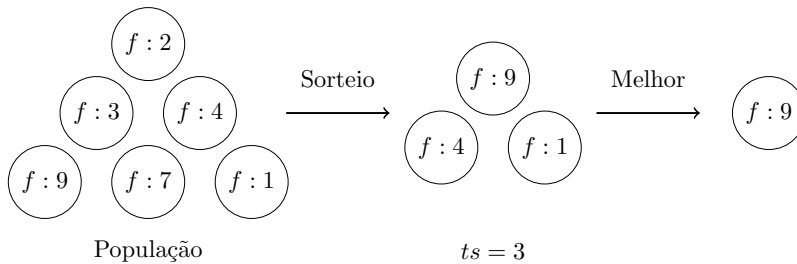 f : 2
f : 3
f : 4
f : 9
f : 7
f : 1
População
Sorteio
f : 9
f : 4
f : 1
ts = 3
Melhor
f : 9